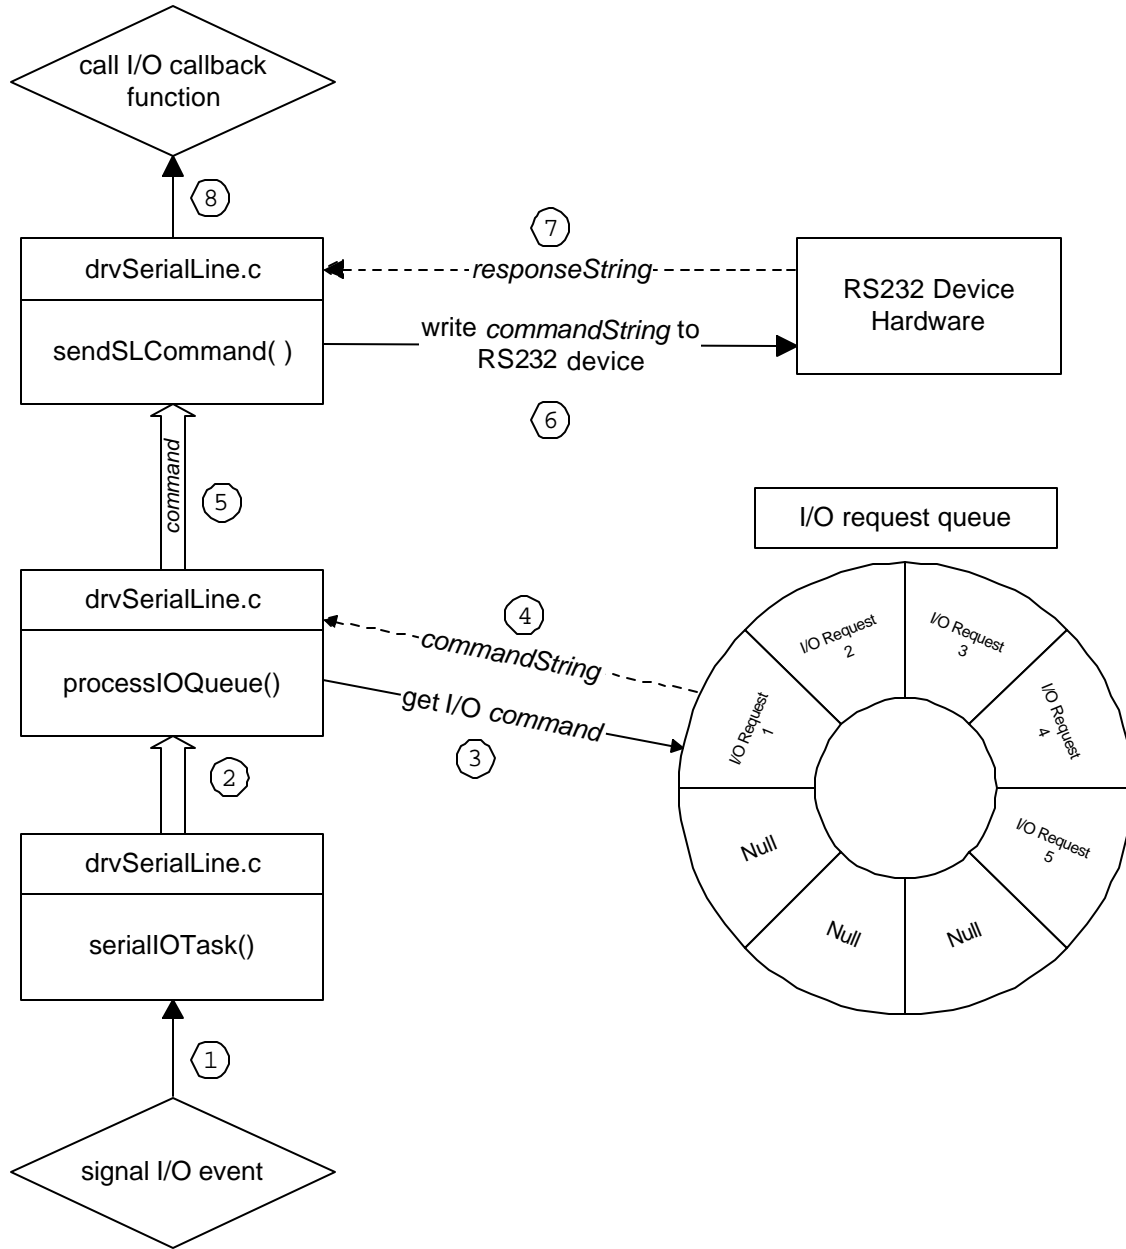 call I/O callback
function
8
7
drvSerialLine.c
responseString
RS232 Device
Hardware
sendSLCommand( )
write commandString to
RS232 device
6
command
5
I/O request queue
drvSerialLine.c
4
commandString
processIOQueue()
get I/O command
3
I/O Request
1
I/O Request
2
I/O Request
3
I/O Request
4
I/O Request
5
Null
Null
Null
2
drvSerialLine.c
serialIOTask()
1
signal I/O event